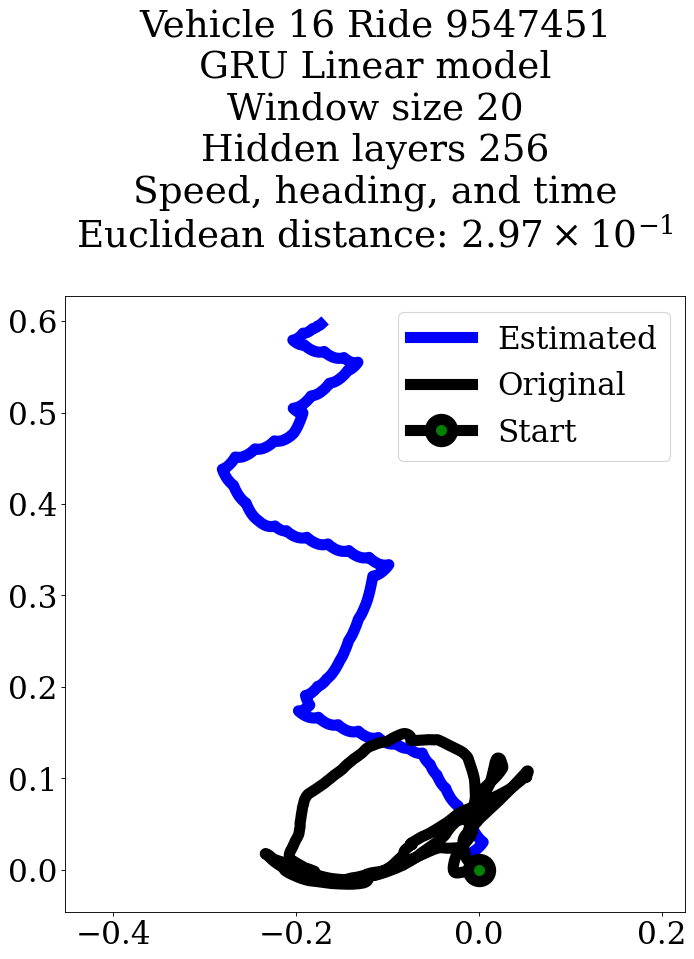 Vehicle 16 Ride 9547451
GRU Linear model
Window size 20
Hidden layers 256
Speed, heading, and time
Euclidean distance: 2.97 × 10⁻¹
Estimated
Original
Start
0.6
0.5
0.4
0.3
0.2
0.1
0.0
−0.4 −0.2 0.0 0.2